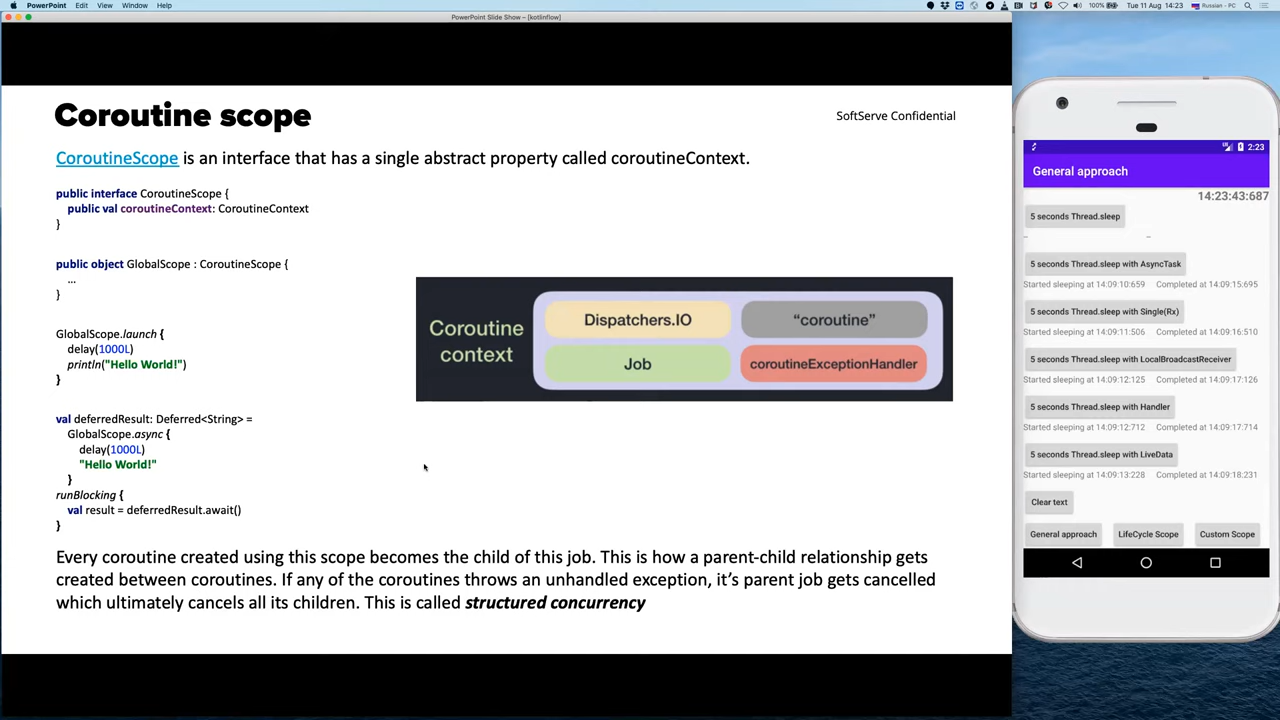 PowerPoint Edit View Window Help
100% Tue 11 Aug 14:23 Russian - PC
PowerPoint Slide Show - [kotlinflow]
Coroutine scope
SoftServe Confidential
CoroutineScope is an interface that has a single abstract property called coroutineContext.
public interface CoroutineScope {
public val coroutineContext: CoroutineContext
}
public object GlobalScope : CoroutineScope {
...
}
GlobalScope.launch {
delay(1000L)
println("Hello World!")
}
val deferredResult: Deferred<String> =
GlobalScope.async {
delay(1000L)
"Hello World!"
}
runBlocking {
val result = deferredResult.await()
}
Coroutine
context
Dispatchers.IO
“coroutine”
Job
coroutineExceptionHandler
Every coroutine created using this scope becomes the child of this job. This is how a parent-child relationship gets
created between coroutines. If any of the coroutines throws an unhandled exception, it’s parent job gets cancelled
which ultimately cancels all its children. This is called structured concurrency
2:23
General approach
14:23:43:687
5 seconds Thread.sleep
– –
5 seconds Thread.sleep with AsyncTask
Started sleeping at 14:09:10:659 Completed at 14:09:15:695
5 seconds Thread.sleep with Single(Rx)
Started sleeping at 14:09:11:506 Completed at 14:09:16:510
5 seconds Thread.sleep with LocalBroadcastReceiver
Started sleeping at 14:09:12:125 Completed at 14:09:17:126
5 seconds Thread.sleep with Handler
Started sleeping at 14:09:12:712 Completed at 14:09:17:714
5 seconds Thread.sleep with LiveData
Started sleeping at 14:09:13:228 Completed at 14:09:18:231
Clear text
General approach LifeCycle Scope Custom Scope